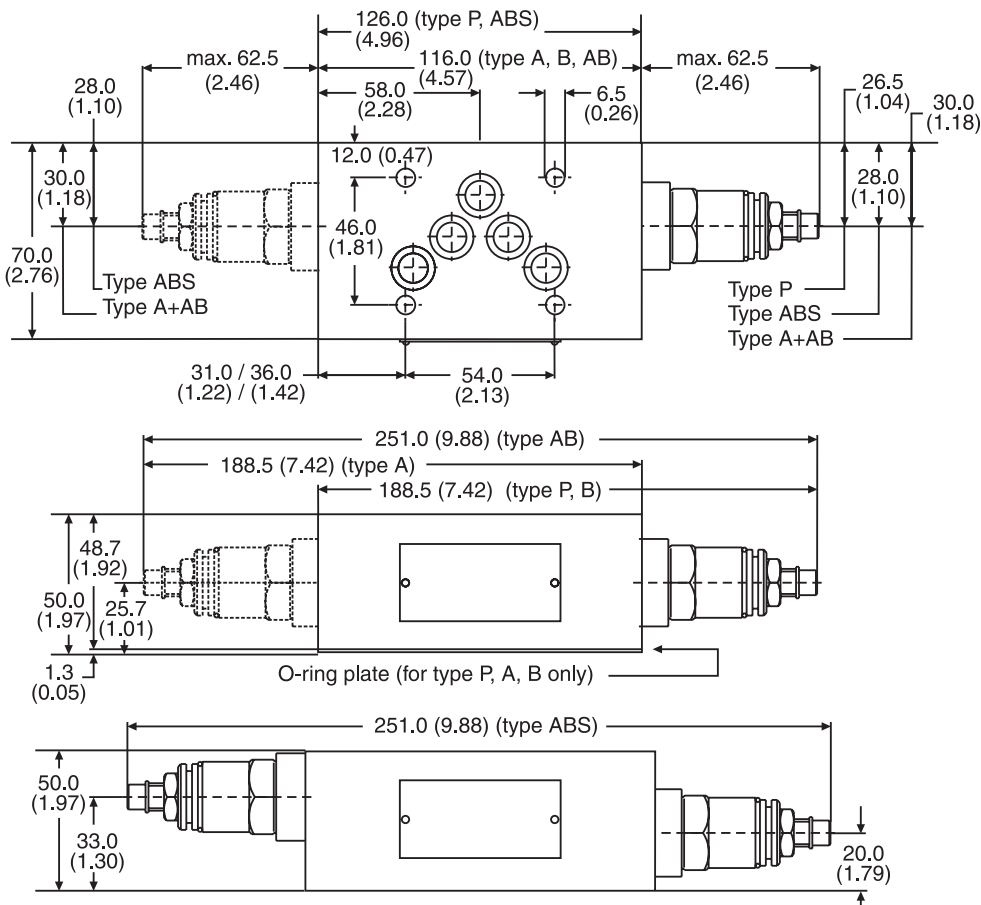 126.0 (type P, ABS)
(4.96)
max. 62.5
(2.46)
116.0 (type A, B, AB)
(4.57)
max. 62.5
(2.46)
28.0
(1.10)
58.0
(2.28)
6.5
(0.26)
26.5
(1.04)
30.0
(1.18)
12.0 (0.47)
30.0
(1.18)
28.0
(1.10)
46.0
(1.81)
70.0
(2.76)
Type ABS
Type A+AB
Type P
Type ABS
Type A+AB
31.0 / 36.0
(1.22) / (1.42)
54.0
(2.13)
251.0 (9.88) (type AB)
188.5 (7.42) (type A)
188.5 (7.42) (type P, B)
48.7
(1.92)
50.0
(1.97)
25.7
(1.01)
1.3
(0.05)
O-ring plate (for type P, A, B only)
251.0 (9.88) (type ABS)
50.0
(1.97)
33.0
(1.30)
20.0
(1.79)